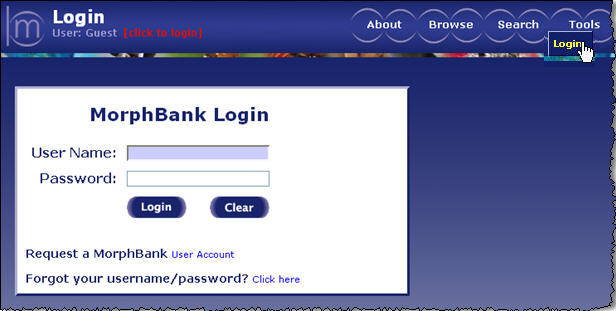 m
Login
User: Guest [click to login]
About Browse Search Tools
Login
MorphBank Login
User Name:
Password:
Login Clear
Request a MorphBank User Account
Forgot your username/password? Click here